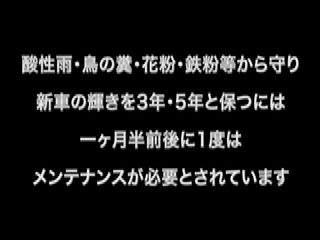 酸性雨・鳥の糞・花粉・鉄粉等から守り
新車の輝きを3年・5年と保つには
一ヶ月半前後に1度は
メンテナンスが必要とされています